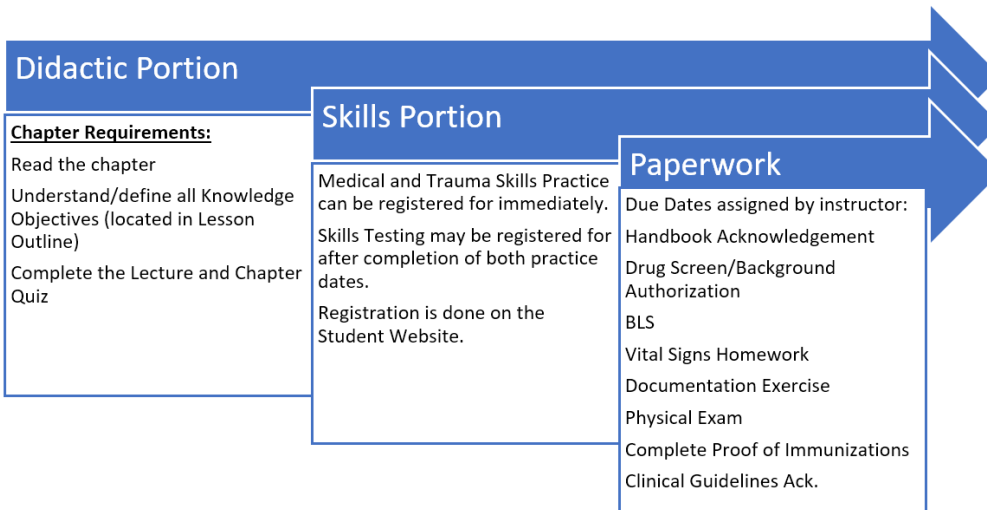 Didactic Portion
Chapter Requirements:
Read the chapter
Understand/define all Knowledge
Objectives (located in Lesson
Outline)
Complete the Lecture and Chapter
Quiz
Skills Portion
Medical and Trauma Skills Practice
can be registered for immediately.
Skills Testing may be registered for
after completion of both practice
dates.
Registration is done on the
Student Website.
Paperwork
Due Dates assigned by instructor:
Handbook Acknowledgement
Drug Screen/Background
Authorization
BLS
Vital Signs Homework
Documentation Exercise
Physical Exam
Complete Proof of Immunizations
Clinical Guidelines Ack.